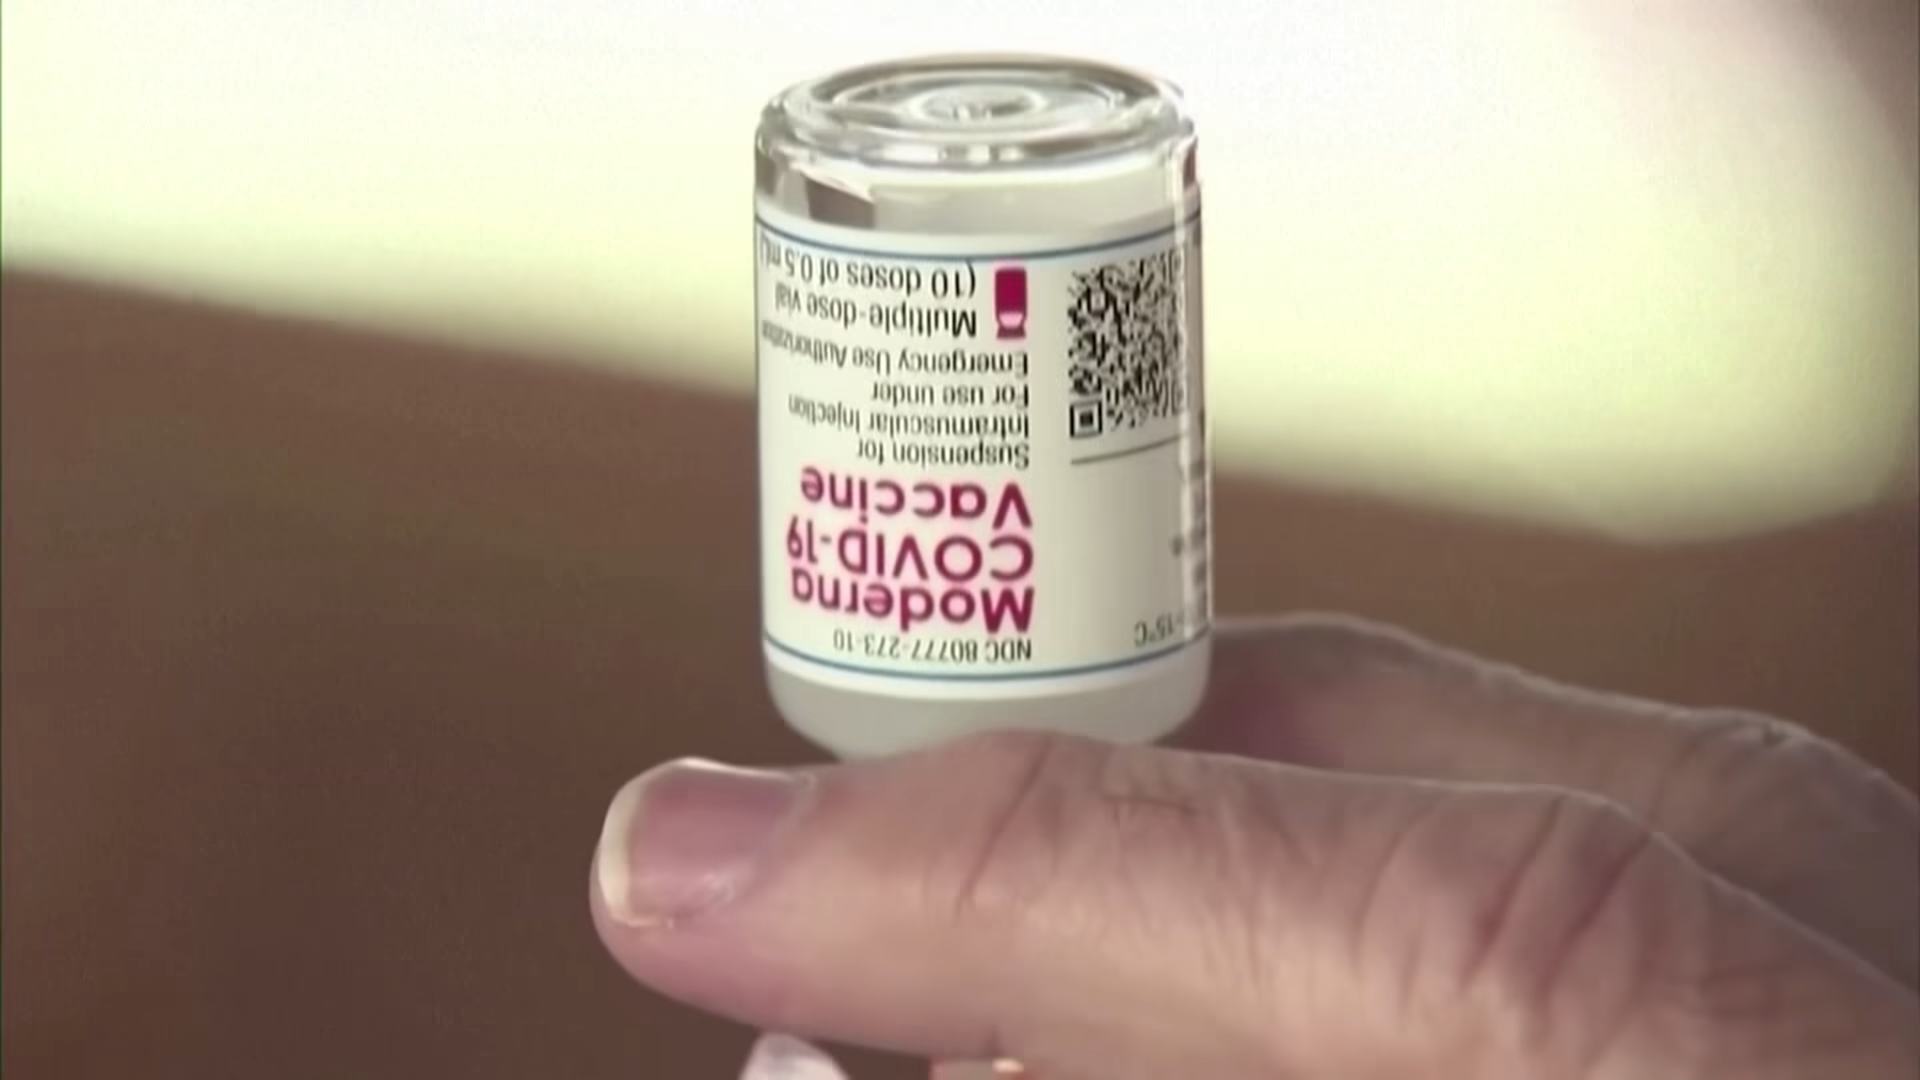 NDC 80777-273-10
Moderna
COVID-19
Vaccine
Suspension for
Intramuscular Injection
For use under
Emergency Use Authorization
Multiple-dose vial
(10 doses of 0.5 mL)
-15°C